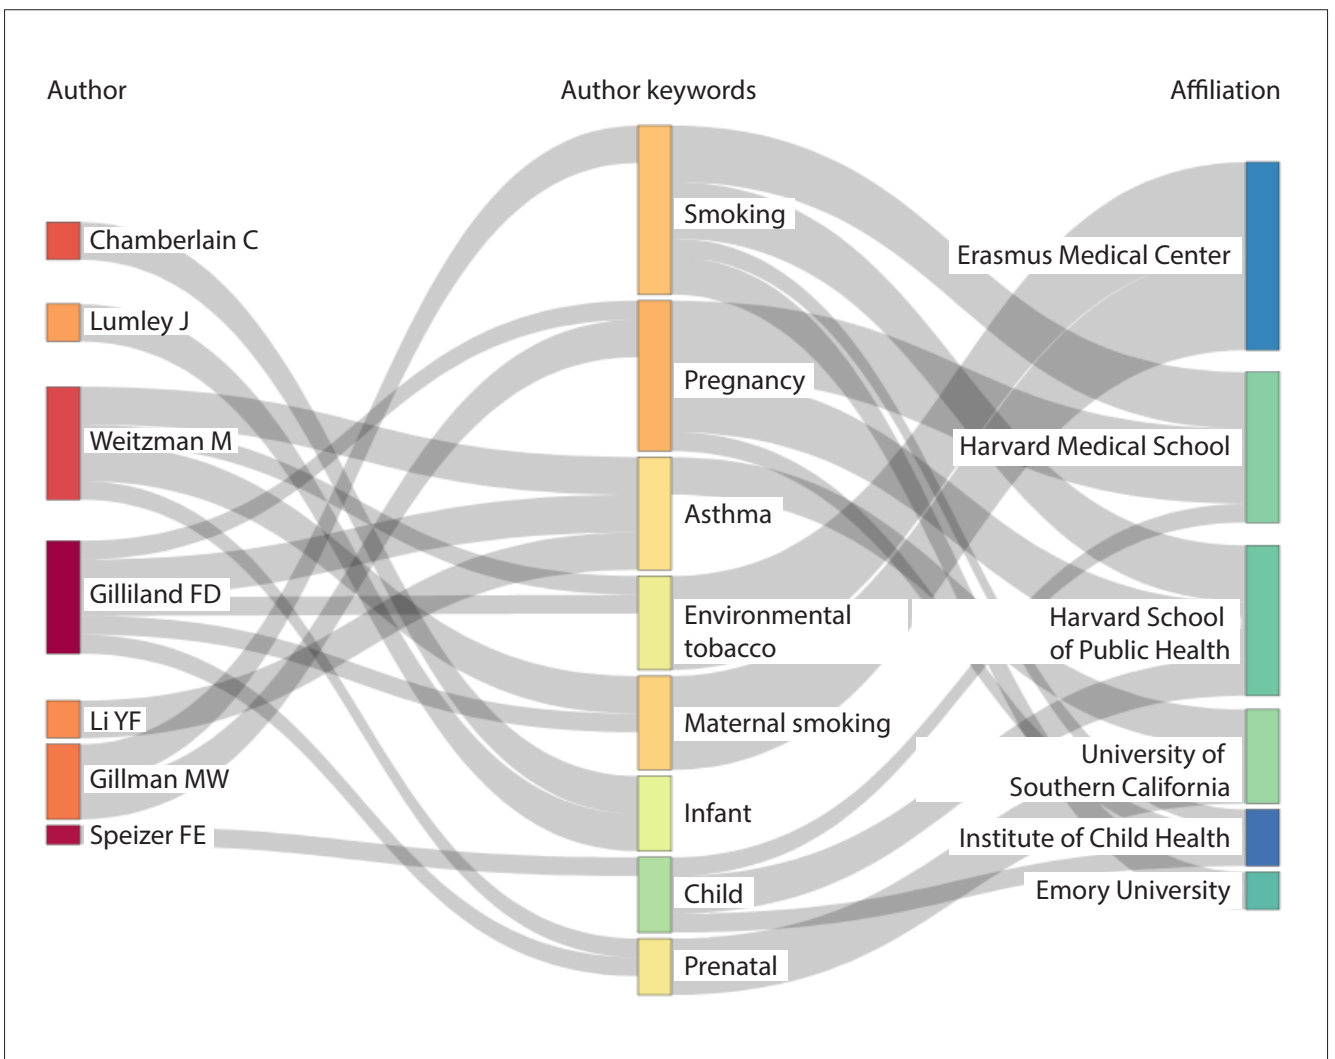 Author
Author keywords
Affiliation
Chamberlain C
Lumley J
Weitzman M
Gilliland FD
Li YF
Gillman MW
Speizer FE
Smoking
Pregnancy
Asthma
Environmental
tobacco
Maternal smoking
Infant
Child
Prenatal
Erasmus Medical Center
Harvard Medical School
Harvard School
of Public Health
University of
Southern California
Institute of Child Health
Emory University